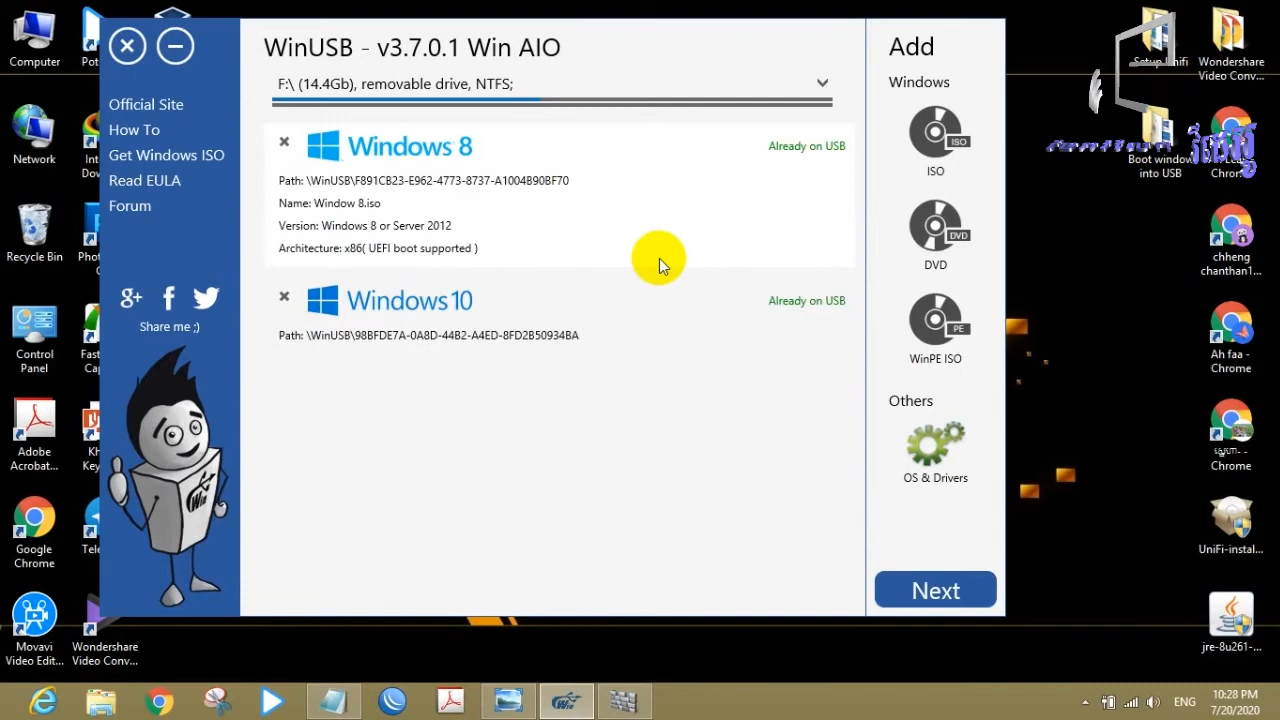 Computer
Network
Recycle Bin
Control
Panel
Adobe
Acrobat...
Google
Chrome
Movavi
Video Edit...
Wondershare
Video Conv...
WinUSB - v3.7.0.1 Win AIO
F:\ (14.4Gb), removable drive, NTFS;
Official Site
How To
Get Windows ISO
Read EULA
Forum
Share me ;)
Windows 8
Already on USB
Path: \WinUSB\F891CB23-E962-4773-8737-A1004B90BF70
Name: Window 8.iso
Version: Windows 8 or Server 2012
Architecture: x86( UEFI boot supported )
Windows 10
Already on USB
Path: \WinUSB\98BFDE7A-0A8D-44B2-A4ED-8FD2B50934BA
Add
Windows
ISO
ISO
DVD
DVD
PE
WinPE ISO
Others
OS & Drivers
Next
Setup Unifi
Wondershare
Video Conv...
Boot window
into USB
chheng
chanthan1...
Ah faa -
Chrome
Chrome
UniFi-instal...
jre-8u261-...
ENG
10:28 PM
7/20/2020